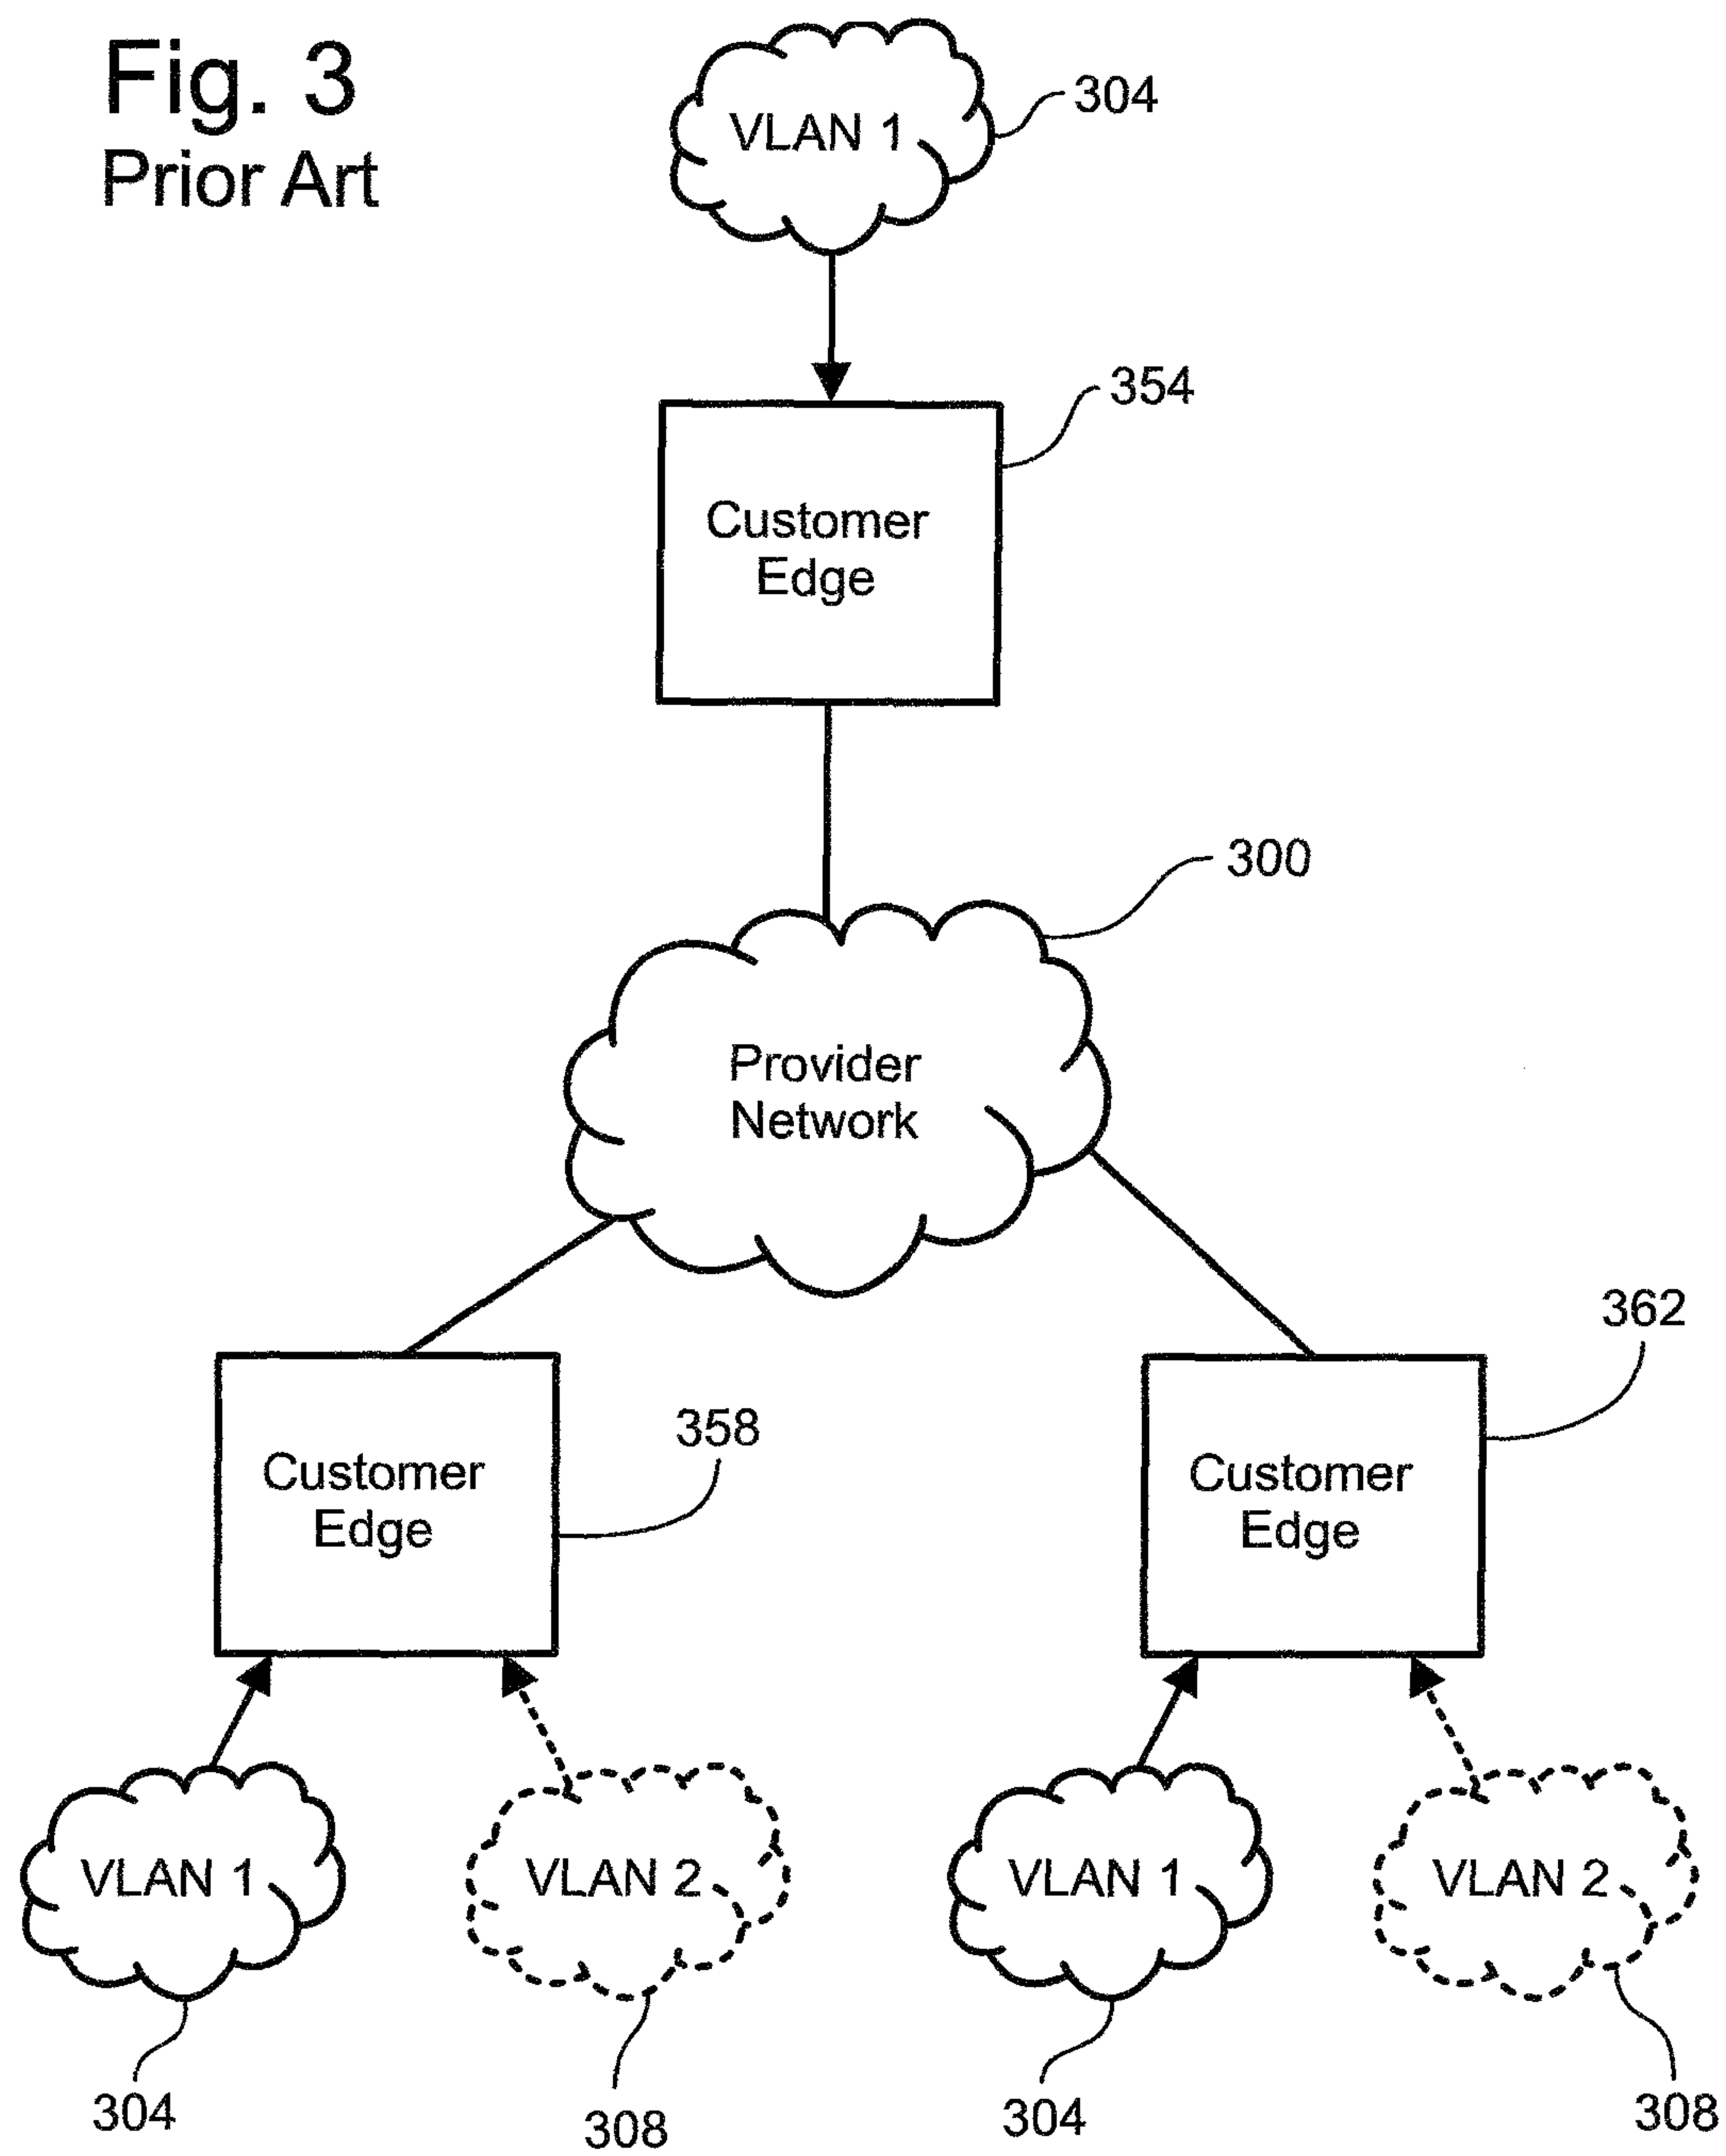 Fig. 3
Prior Art
VLAN 1
304
354
Customer
Edge
300
Provider
Network
362
358
Customer
Edge
Customer
Edge
VLAN 1
VLAN 2
VLAN 1
VLAN 2
304
308
304
308